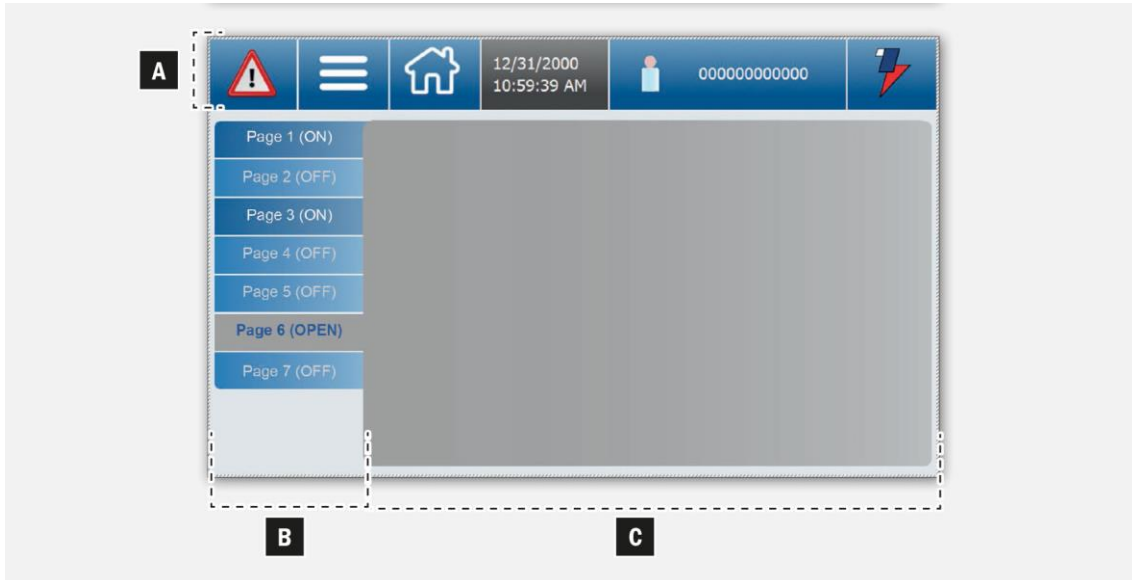 A
12/31/2000
10:59:39 AM
000000000000
Page 1 (ON)
Page 2 (OFF)
Page 3 (ON)
Page 4 (OFF)
Page 5 (OFF)
Page 6 (OPEN)
Page 7 (OFF)
B
C